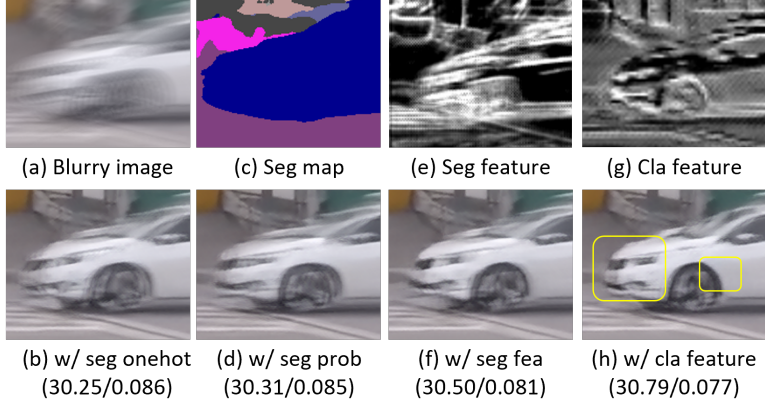 (a) Blurry image
(c) Seg map
(e) Seg feature
(g) Cla feature
(b) w/ seg onehot
(30.25/0.086)
(d) w/ seg prob
(30.31/0.085)
(f) w/ seg fea
(30.50/0.081)
(h) w/ cla feature
(30.79/0.077)